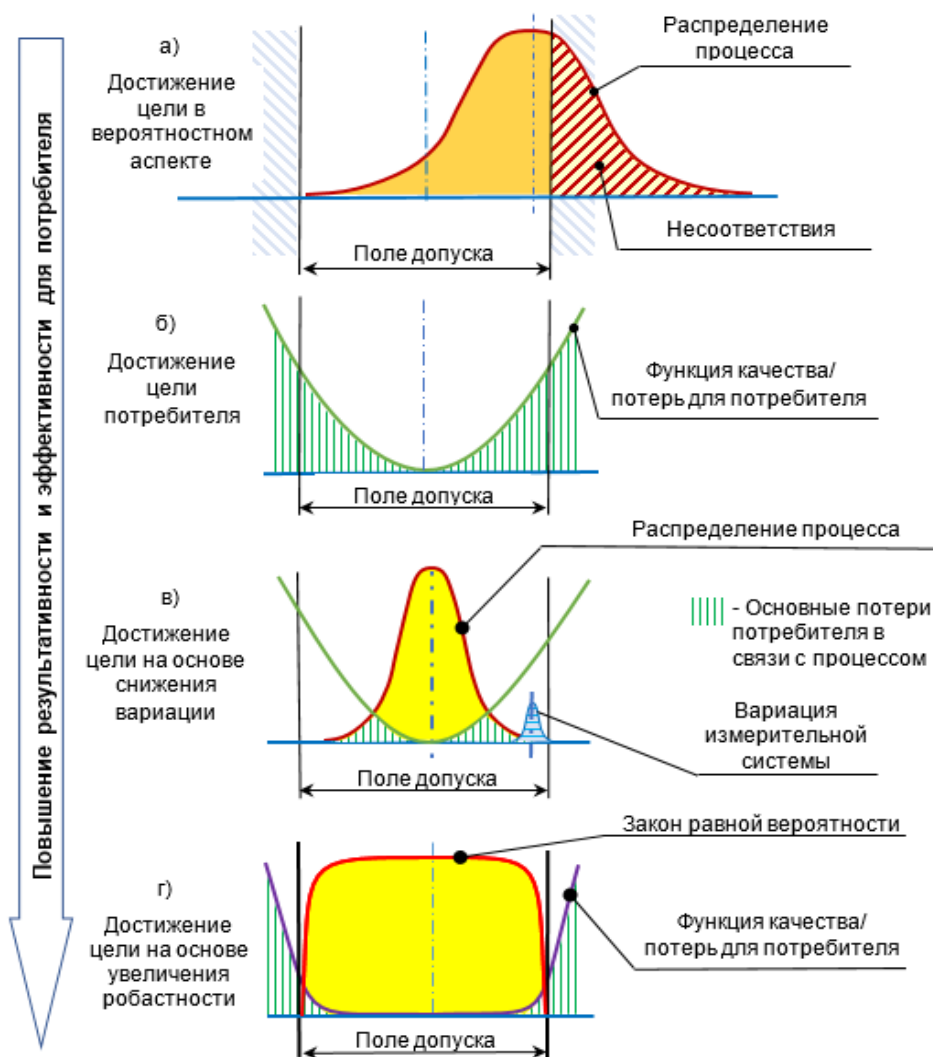 Повышение результативности и эффективности для потребителя
а)
Достижение
цели в
вероятностном
аспекте
Распределение
процесса
Несоответствия
Поле допуска
б)
Достижение
цели
потребителя
Функция качества/
потерь для потребителя
Поле допуска
в)
Достижение
цели на основе
снижения
вариации
Распределение процесса
- Основные потери
потребителя в
связи с процессом
Вариация
измерительной
системы
Поле допуска
г)
Достижение
цели на основе
увеличения
робастности
Закон равной вероятности
Функция качества/
потерь для потребителя
Поле допуска